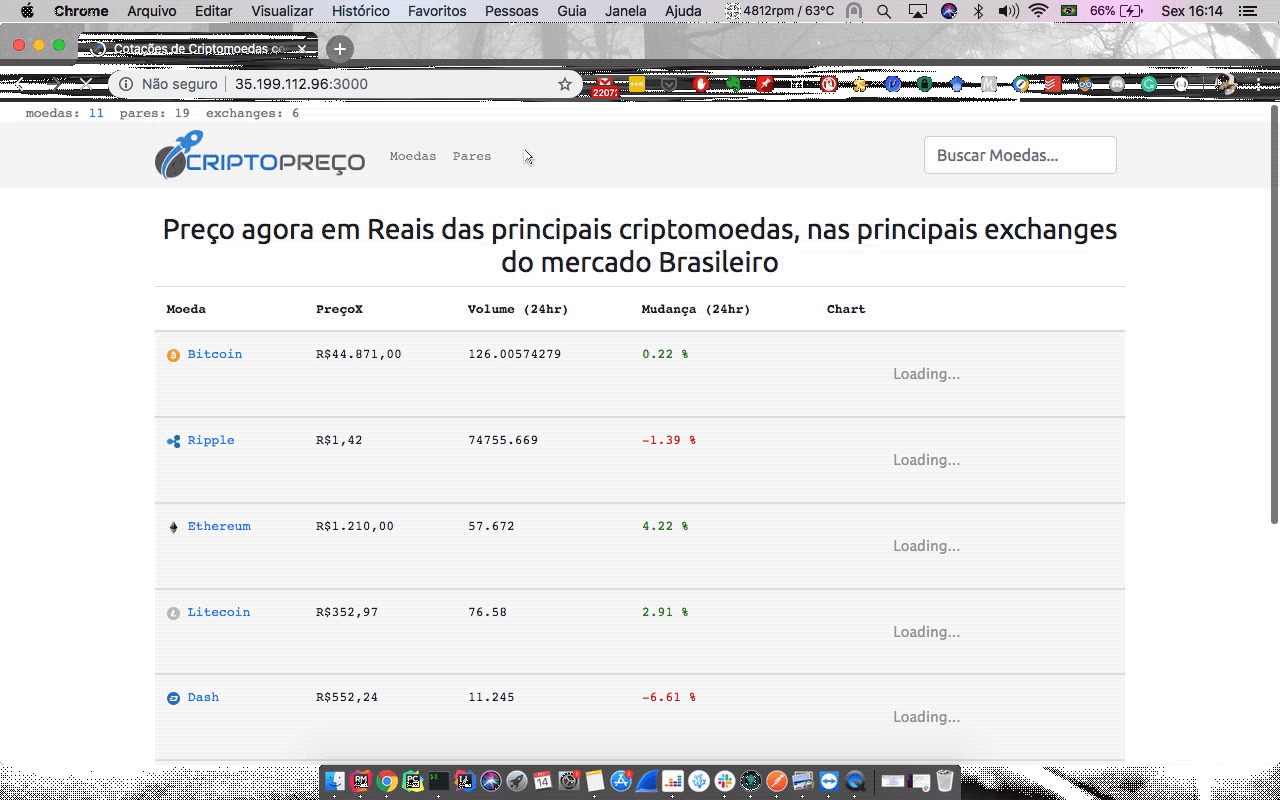 Chrome Arquivo Editar Visualizar Histórico Favoritos Pessoas Guia Janela Ajuda 4812rpm / 63°C 66% Sex 16:14
Cotações de Criptomoedas co
Não seguro 35.199.112.96:3000
22071
moedas: 11 pares: 19 exchanges: 6
CRIPTOPREÇO Moedas Pares Buscar Moedas...
Preço agora em Reais das principais criptomoedas, nas principais exchanges
do mercado Brasileiro
Moeda PreçoX Volume (24hr) Mudança (24hr) Chart
Bitcoin R$44.871,00 126.00574279 0.22 %
Loading...
Ripple R$1,42 74755.669 -1.39 %
Loading...
Ethereum R$1.210,00 57.672 4.22 %
Loading...
Litecoin R$352,97 76.58 2.91 %
Loading...
Dash R$552,24 11.245 -6.61 %
Loading...
14